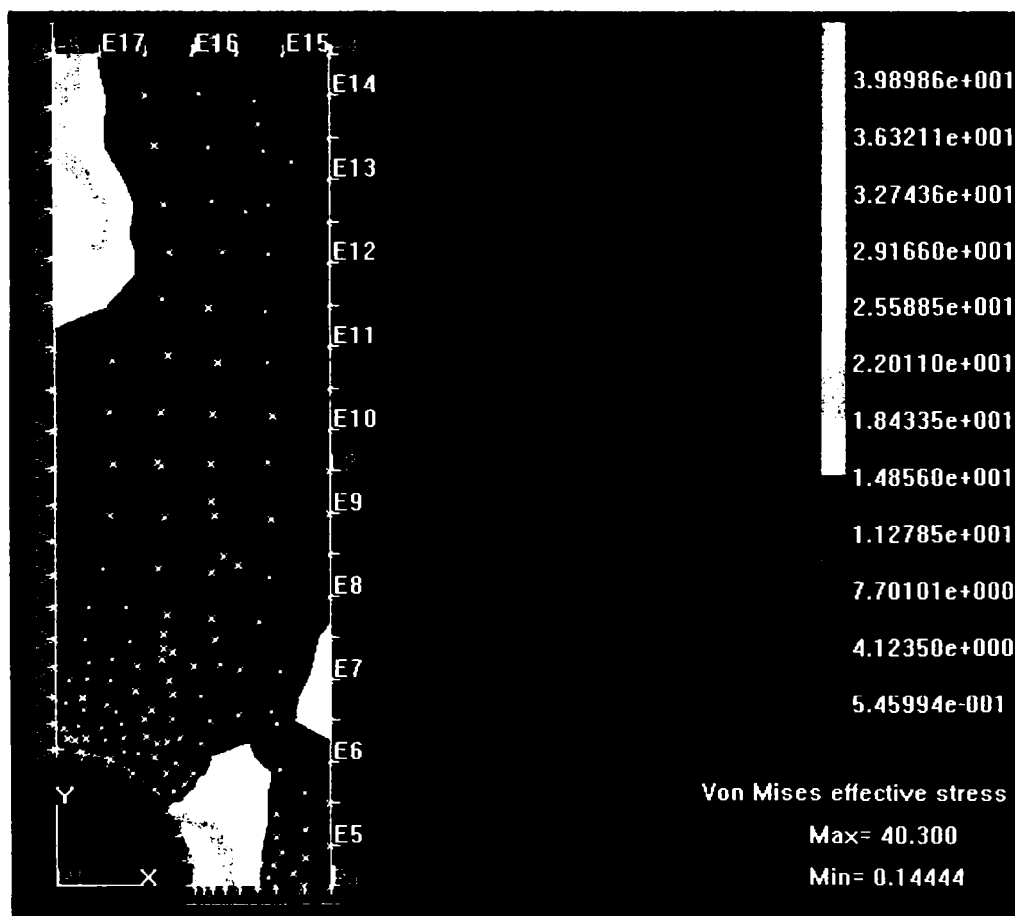 E17 E16 E15
E14
E13
E12
E11
E10
E9
E8
E7
E6
E5
Y
X
3.98986e+001
3.63211e+001
3.27436e+001
2.91660e+001
2.55885e+001
2.20110e+001
1.84335e+001
1.48560e+001
1.12785e+001
7.70101e+000
4.12350e+000
5.45994e-001
Von Mises effective stress
Max= 40.300
Min= 0.14444